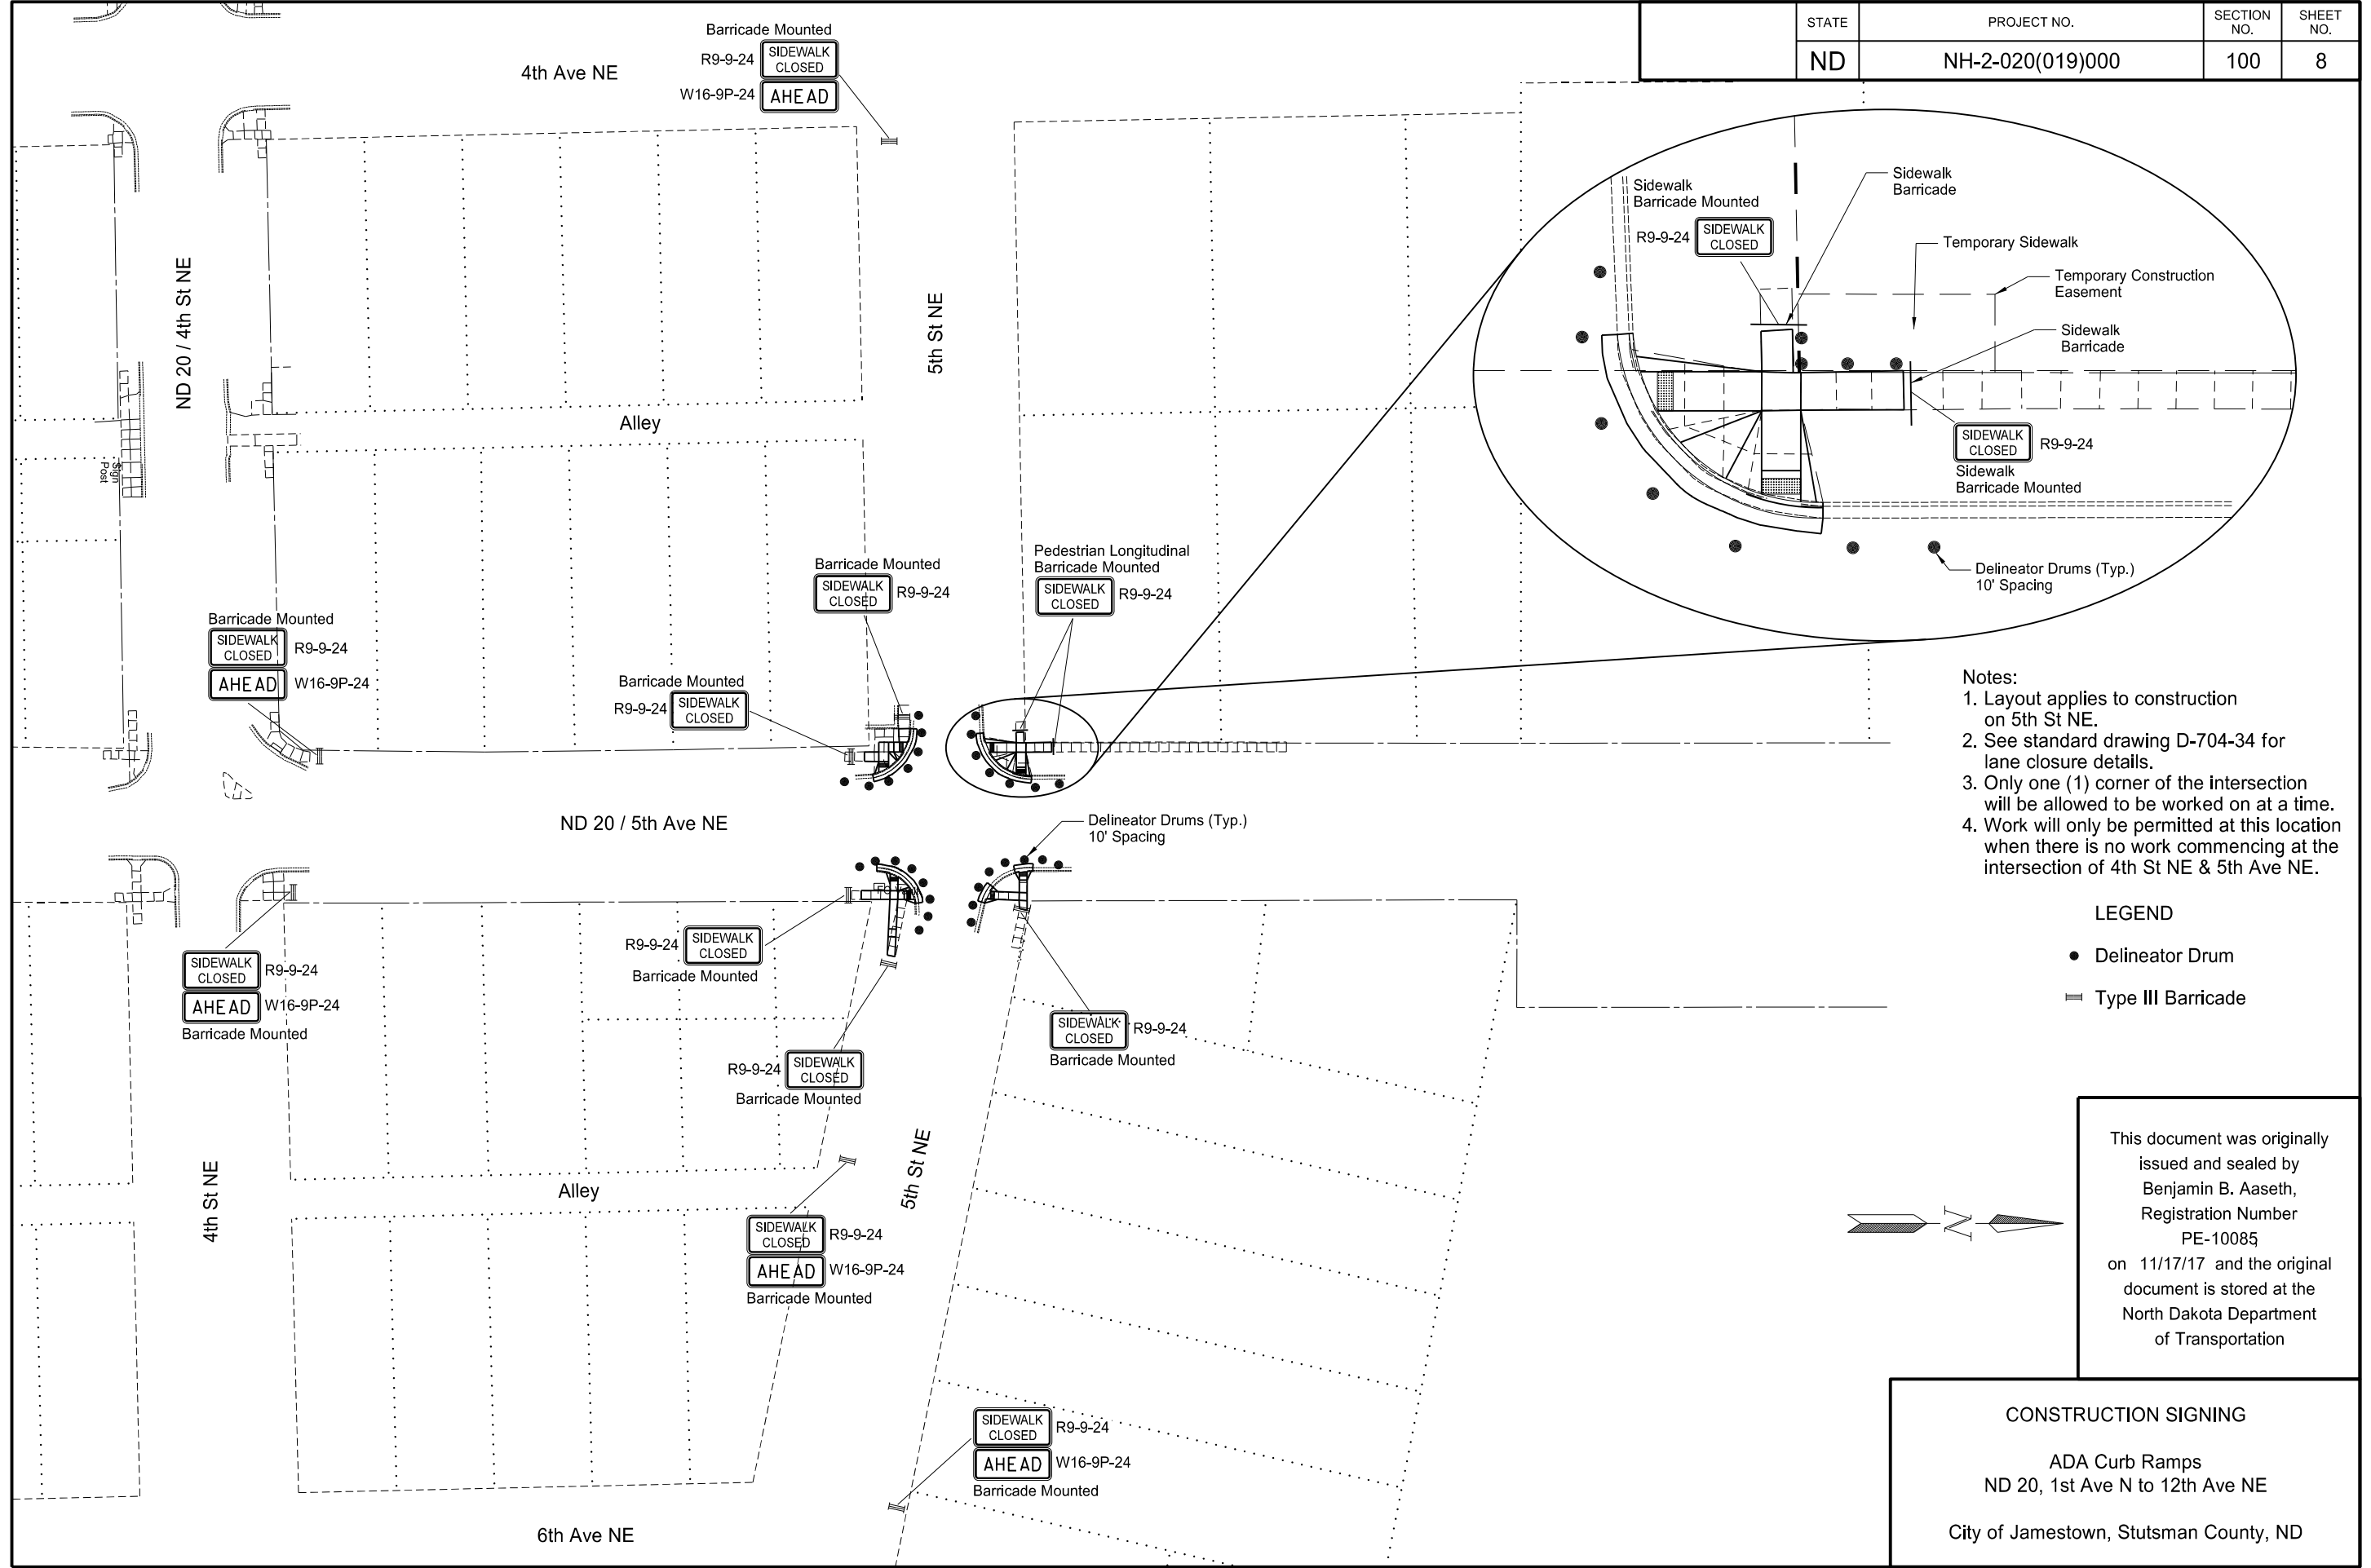 STATE
PROJECT NO.
SECTION
NO.
SHEET
NO.
ND
NH-2-020(019)000
100
8
Barricade Mounted
R9-9-24
SIDEWALK
CLOSED
W16-9P-24
AHEAD
4th Ave NE
ND 20 / 4th St NE
5th St NE
Alley
Sign
Post
Sidewalk
Barricade Mounted
R9-9-24
SIDEWALK
CLOSED
Sidewalk
Barricade
Temporary Sidewalk
Temporary Construction
Easement
Sidewalk
Barricade
SIDEWALK
CLOSED
R9-9-24
Sidewalk
Barricade Mounted
Delineator Drums (Typ.)
10' Spacing
Barricade Mounted
SIDEWALK
CLOSED
R9-9-24
Pedestrian Longitudinal
Barricade Mounted
SIDEWALK
CLOSED
R9-9-24
Barricade Mounted
SIDEWALK
CLOSED
R9-9-24
AHEAD
W16-9P-24
Barricade Mounted
R9-9-24
SIDEWALK
CLOSED
Notes:
1. Layout applies to construction
on 5th St NE.
2. See standard drawing D-704-34 for
lane closure details.
3. Only one (1) corner of the intersection
will be allowed to be worked on at a time.
4. Work will only be permitted at this location
when there is no work commencing at the
intersection of 4th St NE & 5th Ave NE.
ND 20 / 5th Ave NE
Delineator Drums (Typ.)
10' Spacing
LEGEND
Delineator Drum
Type III Barricade
SIDEWALK
CLOSED
R9-9-24
AHEAD
W16-9P-24
Barricade Mounted
R9-9-24
SIDEWALK
CLOSED
Barricade Mounted
R9-9-24
SIDEWALK
CLOSED
Barricade Mounted
SIDEWALK
CLOSED
R9-9-24
Barricade Mounted
4th St NE
Alley
5th St NE
SIDEWALK
CLOSED
R9-9-24
AHEAD
W16-9P-24
Barricade Mounted
SIDEWALK
CLOSED
R9-9-24
AHEAD
W16-9P-24
Barricade Mounted
6th Ave NE
N
This document was originally
issued and sealed by
Benjamin B. Aaseth,
Registration Number
PE-10085,
on 11/17/17 and the original
document is stored at the
North Dakota Department
of Transportation
CONSTRUCTION SIGNING
ADA Curb Ramps
ND 20, 1st Ave N to 12th Ave NE
City of Jamestown, Stutsman County, ND